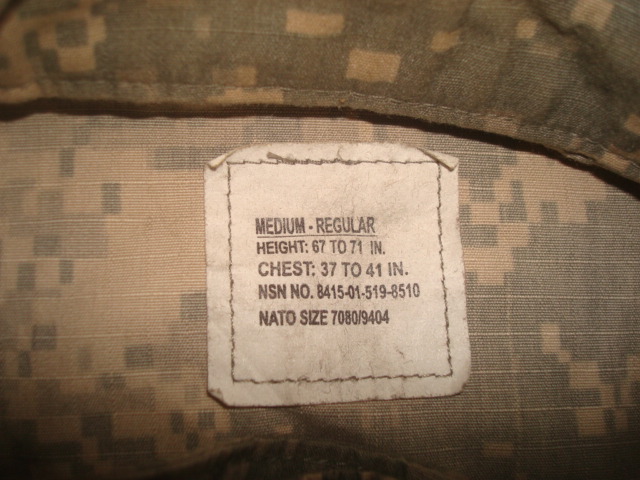 MEDIUM - REGULAR
HEIGHT: 67 TO 71 IN.
CHEST: 37 TO 41 IN.
NSN NO. 8415-01-519-8510
NATO SIZE 7080/9404